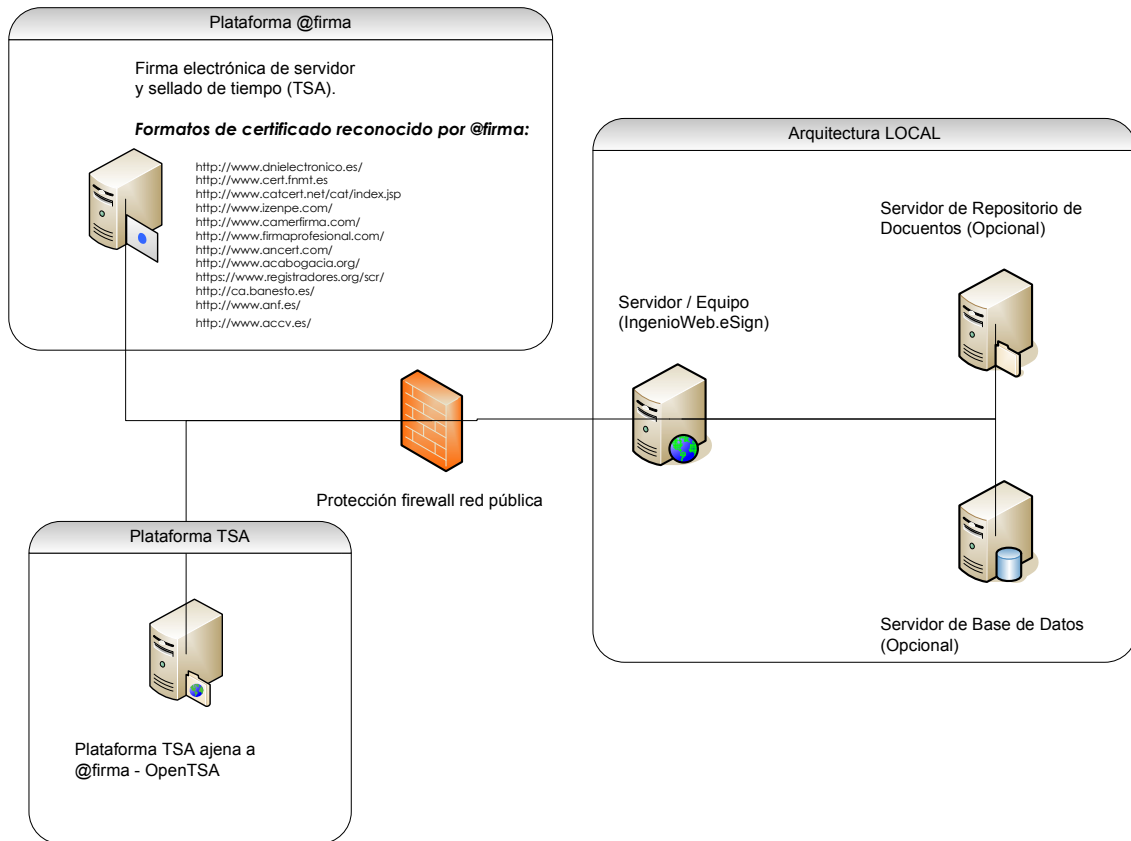 Plataforma @firma
Firma electrónica de servidor
y sellado de tiempo (TSA).
Formatos de certificado reconocido por @firma:
http://www.dnielectronico.es/
http://www.cert.fnmt.es
http://www.catcert.net/cat/index.jsp
http://www.izenpe.com/
http://www.camerfirma.com/
http://www.firmaprofesional.com/
http://www.ancert.com/
http://www.acabogacia.org/
https://www.registradores.org/scr/
http://ca.banesto.es/
http://www.anf.es/
http://www.accv.es/
Arquitectura LOCAL
Servidor de Repositorio de
Docuentos (Opcional)
Servidor / Equipo
(IngenioWeb.eSign)
Protección firewall red pública
Servidor de Base de Datos
(Opcional)
Plataforma TSA
Plataforma TSA ajena a
@firma - OpenTSA